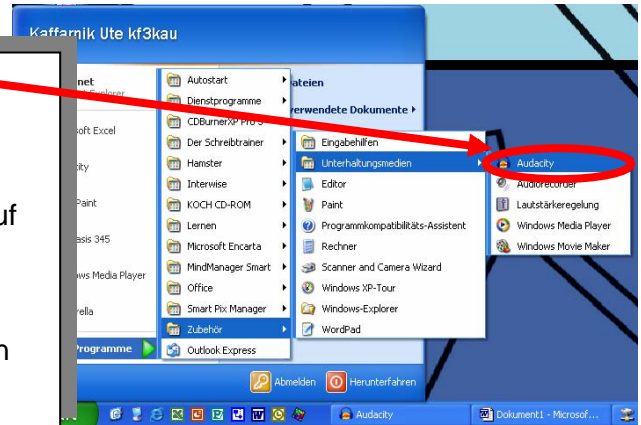 Kaffarnik Ute kf3kau
net
Explorer
soft Excel
city
Paint
asis 345
ows Media Player
rella
Programme
uf
n
Autostart
Dienstprogramme
CDBurnerXP Pro 3
Der Schreibtrainer
Hamster
Interwise
KOCH CD-ROM
Lernen
Microsoft Encarta
MindManager Smart
Office
Smart Pix Manager
Zubehör
Outlook Express
ateien
verwendete Dokumente
Eingabehilfen
Unterhaltungsmedien
Editor
Paint
Programmkompatibilitäts-Assistent
Rechner
Scanner and Camera Wizard
Windows XP-Tour
Windows-Explorer
WordPad
Audacity
Audiorecorder
Lautstärkeregelung
Windows Media Player
Windows Movie Maker
Abmelden
Herunterfahren
Audacity
Dokument1 - Microsof...